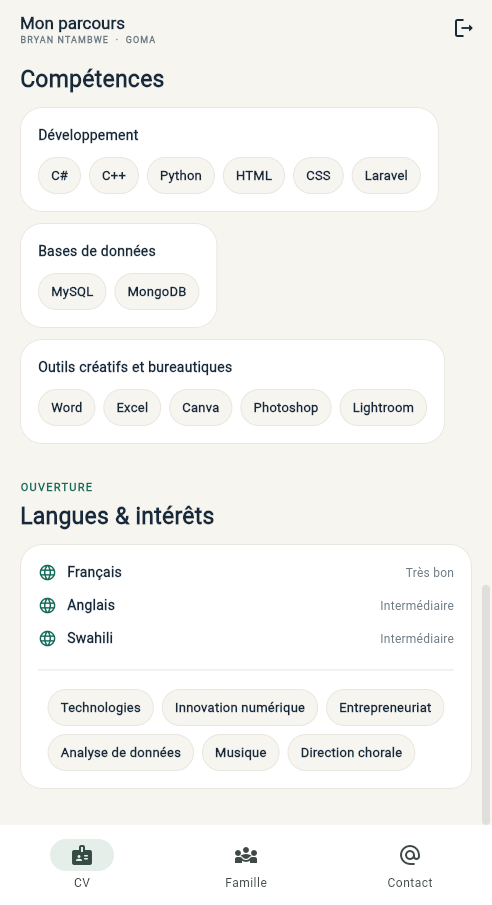 Mon parcours
BRYAN NTAMBWE · GOMA
Compétences
Développement
C# C++ Python HTML CSS Laravel
Bases de données
MySQL MongoDB
Outils créatifs et bureautiques
Word Excel Canva Photoshop Lightroom
OUVERTURE
Langues & intérêts
Français Très bon
Anglais Intermédiaire
Swahili Intermédiaire
Technologies Innovation numérique Entrepreneuriat
Analyse de données Musique Direction chorale
CV Famille Contact